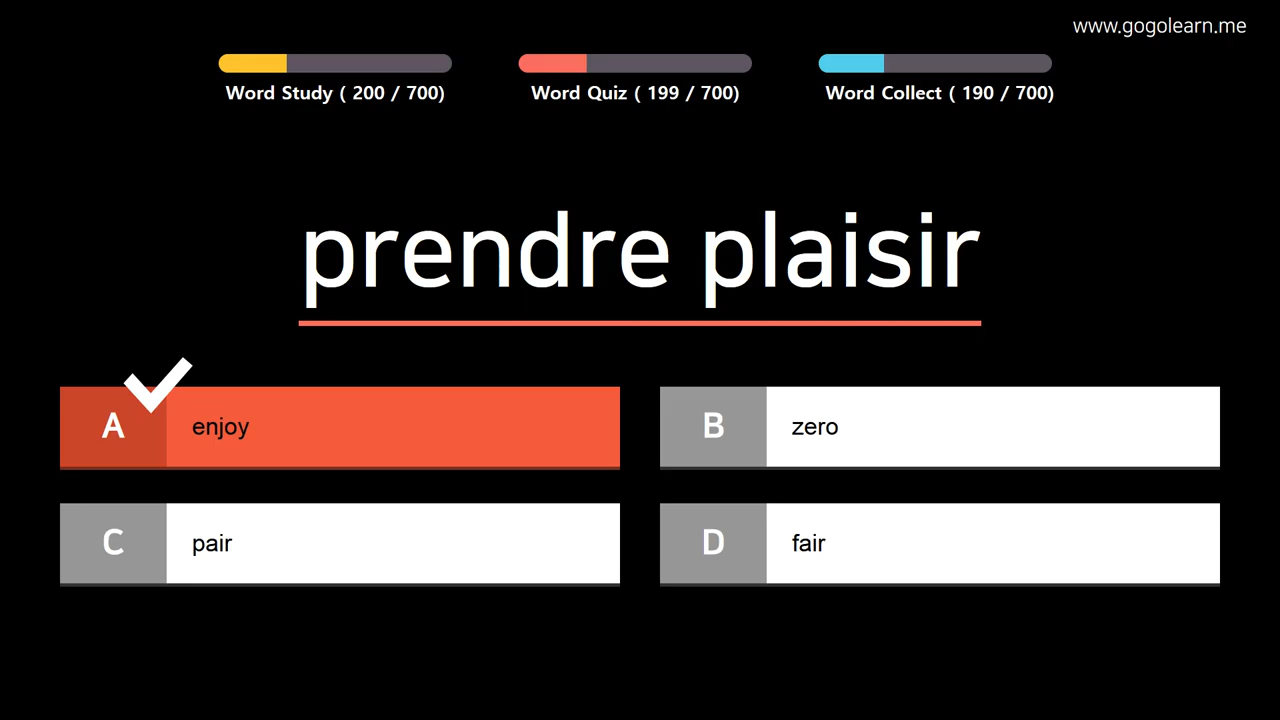 www.gogolearn.me
Word Study ( 200 / 700)
Word Quiz ( 199 / 700)
Word Collect ( 190 / 700)
prendre plaisir
A enjoy
B zero
C pair
D fair